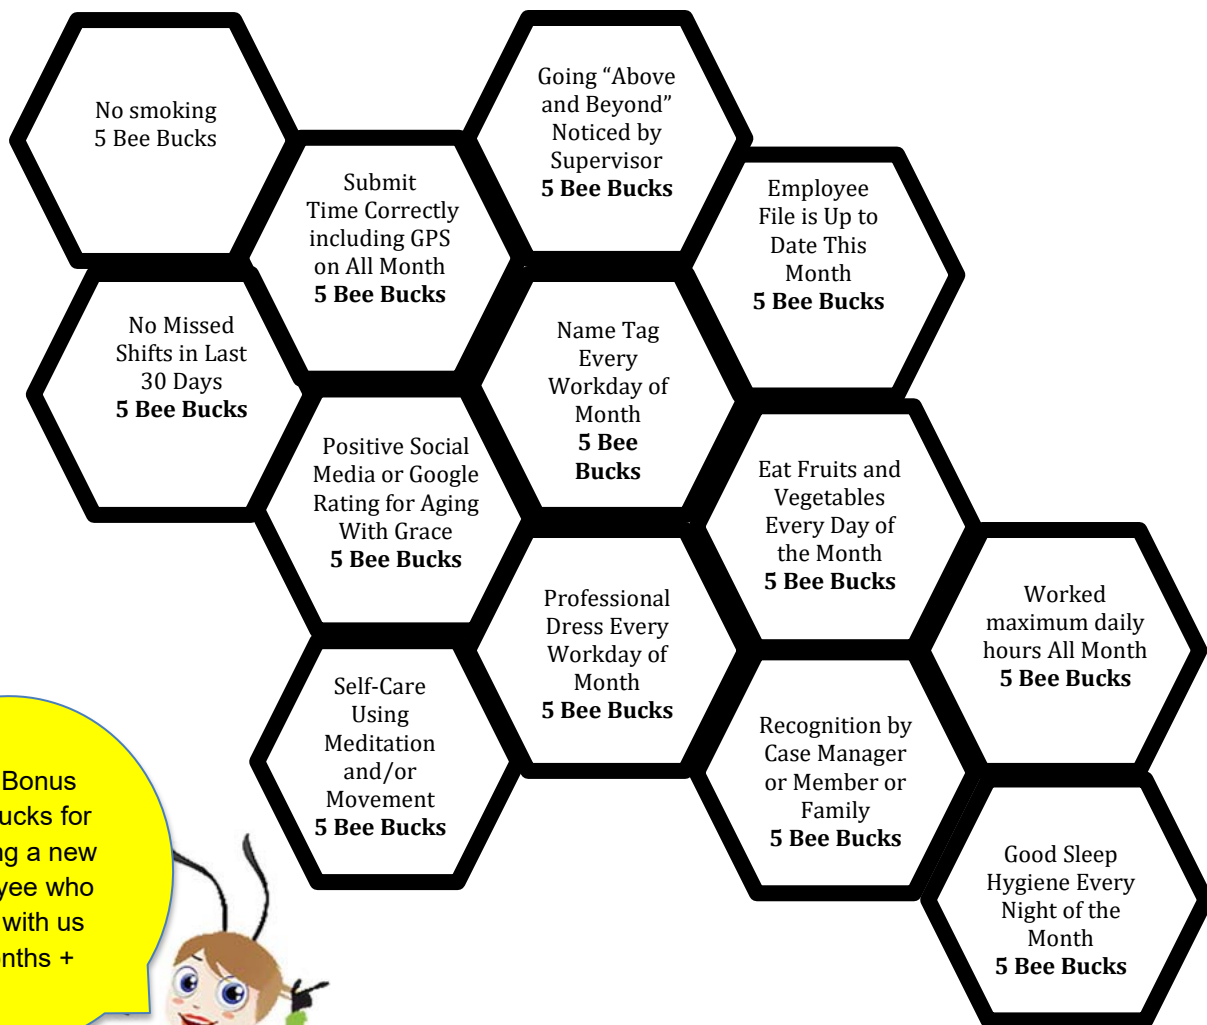 No smoking
5 Bee Bucks
Going “Above
and Beyond”
Noticed by
Supervisor
5 Bee Bucks
Submit
Time Correctly
including GPS
on All Month
5 Bee Bucks
Employee
File is Up to
Date This
Month
5 Bee Bucks
No Missed
Shifts in Last
30 Days
5 Bee Bucks
Name Tag
Every
Workday of
Month
5 Bee
Bucks
Positive Social
Media or Google
Rating for Aging
With Grace
5 Bee Bucks
Eat Fruits and
Vegetables
Every Day of
the Month
5 Bee Bucks
Professional
Dress Every
Workday of
Month
5 Bee Bucks
Worked
maximum daily
hours All Month
5 Bee Bucks
Self-Care
Using
Meditation
and/or
Movement
5 Bee Bucks
Recognition by
Case Manager
or Member or
Family
5 Bee Bucks
Good Sleep
Hygiene Every
Night of the
Month
5 Bee Bucks
Bonus
ucks for
ng a new
yee who
with us
nths +